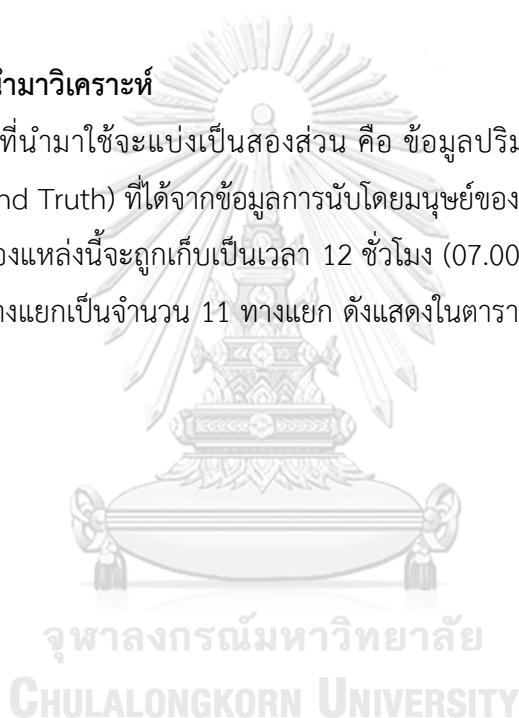 นำมาวิเคราะห์
ที่นำมาใช้จะแบ่งเป็นสองส่วน คือ ข้อมูลปริม
nd Truth) ที่ได้จากข้อมูลการนับโดยมนุษย์ของ
องแหล่งนี้จะถูกเก็บเป็นเวลา 12 ชั่วโมง (07.00
างแยกเป็นจำนวน 11 ทางแยก ดังแสดงในตารา
จุฬาลงกรณ์มหาวิทยาลัย
CHULALONGKORN UNIVERSITY